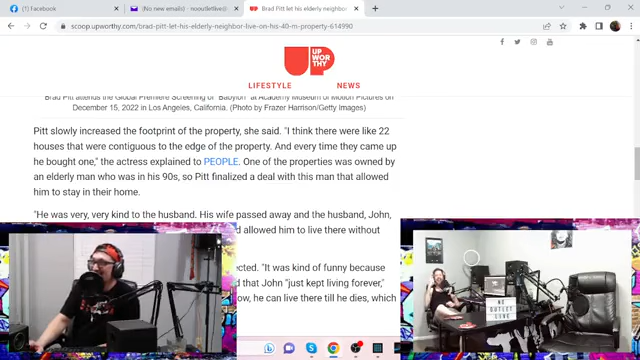 Facebook
(No new emails) - nooutletlive@
Brad Pitt let his elderly neighbor
scoop.upworthy.com/brad-pitt-let-his-elderly-neighbor-live-on-his-40-m-property-614990
UP
WOR
THY
LIFESTYLE NEWS
Brad Pitt attends the Global Premiere Screening of "Babylon" at Academy Museum of Motion Pictures on
December 15, 2022 in Los Angeles, California. (Photo by Frazer Harrison/Getty Images)
Pitt slowly increased the footprint of the property, she said. "I think there were like 22
houses that were contiguous to the edge of the property. And every time they came up
he bought one," the actress explained to PEOPLE. One of the properties was owned by
an elderly man who was in his 90s, so Pitt finalized a deal with this man that allowed
him to stay in their home.
"He was very, very kind to the husband. His wife passed away and the husband, John,
d allowed him to live there without
ected. "It was kind of funny because
d that John "just kept living forever,"
ow, he can live there till he dies, which
NO
OUTLET
LIVE